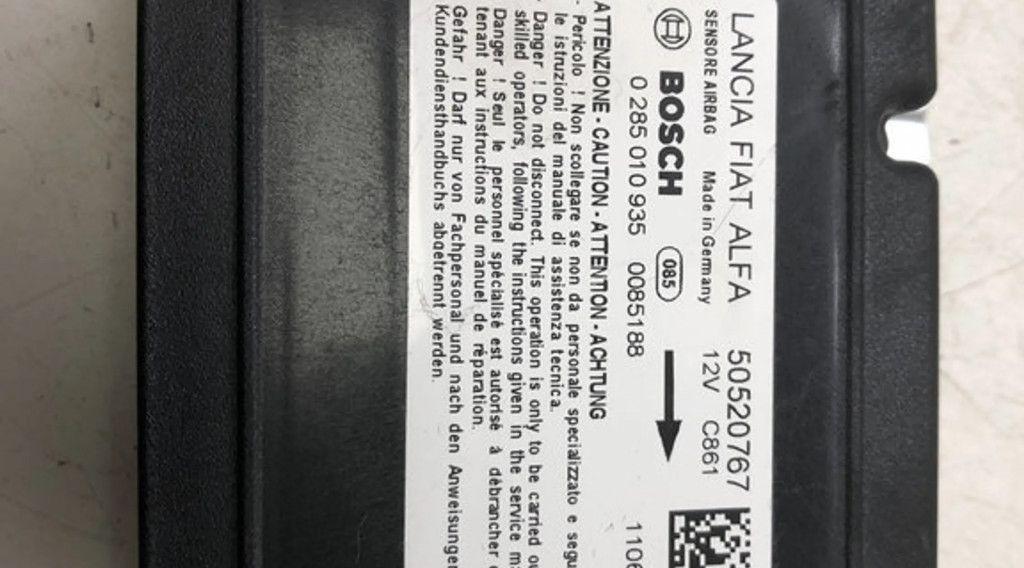 LANCIA FIAT ALFA 50520767
SENSORE AIRBAG Made in Germany 12V C861
BOSCH 085
0 285 010 935 0085188 1106
ATTENZIONE - CAUTION - ATTENTION - ACHTUNG
- Pericolo ! Non scollegare se non da personale specializzato e segu
le istruzioni del manuale di assistenza tecnica.
- Danger ! Do not disconnect. This operation is only to be carried ou
skilled operators, following the instructions given in the service ma
Danger ! Seul le personnel spécialisé est autorisé à débrancher
tenant aux instructions du manuel de réparation.
Gefahr ! Darf nur von Fachpersonal und nach den Anweisungen
Kundendiensthandbuchs abgetrennt werden.